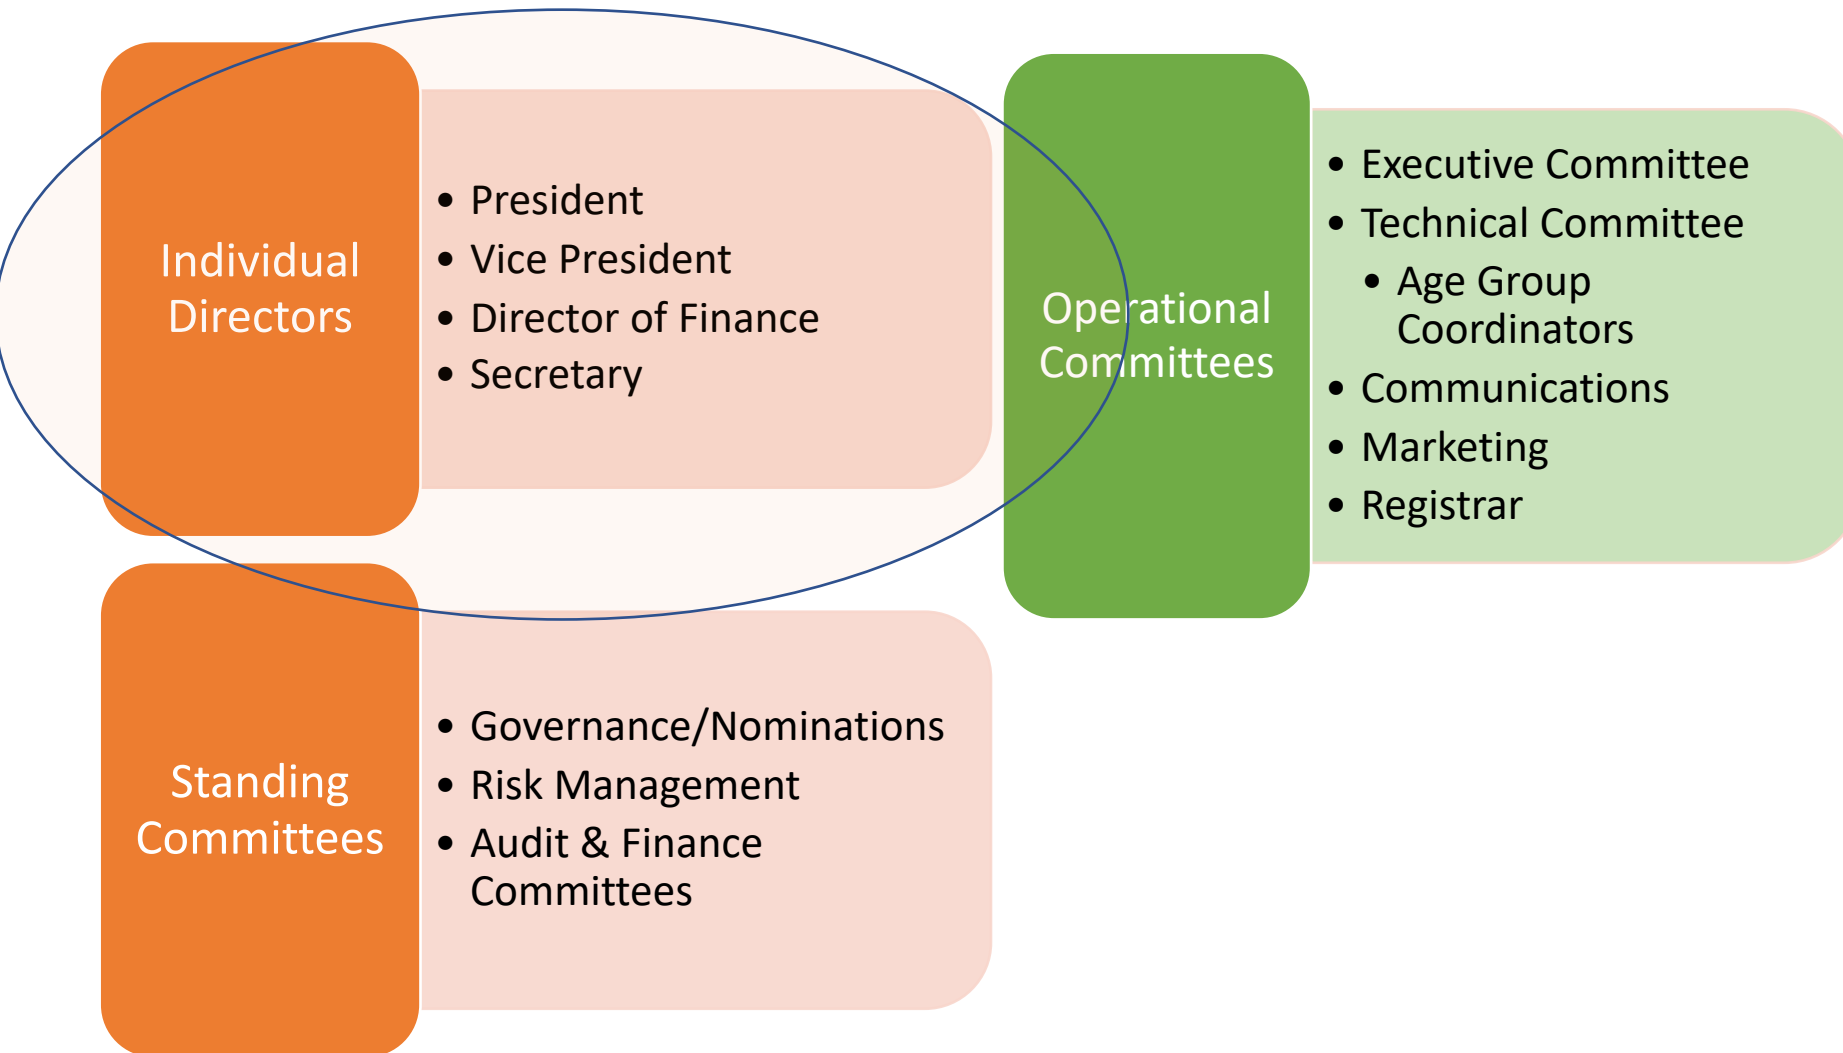 Individual
Directors
• President
• Vice President
• Director of Finance
• Secretary
Operational
Committees
• Executive Committee
• Technical Committee
• Age Group
Coordinators
• Communications
• Marketing
• Registrar
Standing
Committees
• Governance/Nominations
• Risk Management
• Audit & Finance
Committees